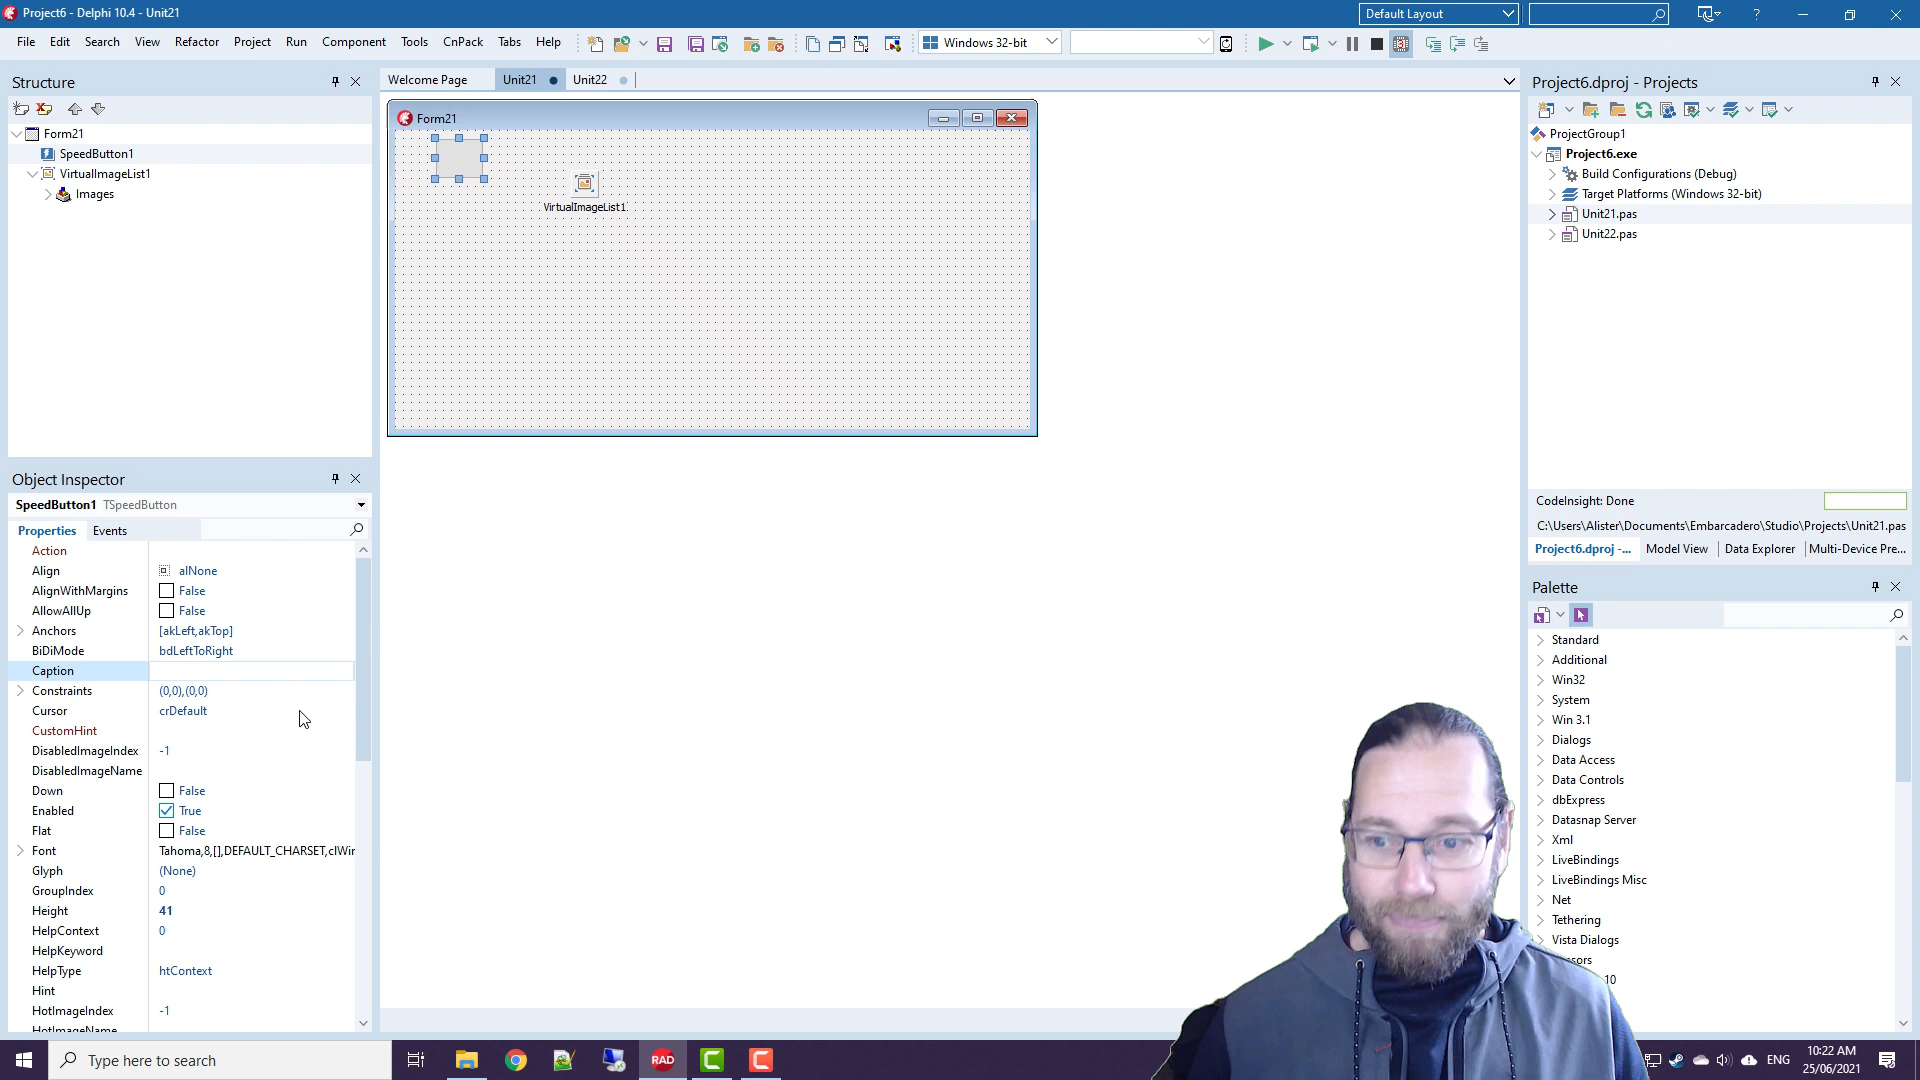 Project6 - Delphi 10.4 - Unit21
Default Layout
File Edit Search View Refactor Project Run Component Tools CnPack Tabs Help
Windows 32-bit
Structure
Form21
SpeedButton1
VirtualImageList1
Images
Welcome Page Unit21 Unit22
Form21
VirtualImageList1
Project6.dproj - Projects
ProjectGroup1
Project6.exe
Build Configurations (Debug)
Target Platforms (Windows 32-bit)
Unit21.pas
Unit22.pas
CodeInsight: Done
C:\Users\Alister\Documents\Embarcadero\Studio\Projects\Unit21.pas
Project6.dproj -... Model View Data Explorer Multi-Device Pre...
Object Inspector
SpeedButton1 TSpeedButton
Properties Events
Action
Align alNone
AlignWithMargins False
AllowAllUp False
Anchors [akLeft,akTop]
BiDiMode bdLeftToRight
Caption
Constraints (0,0),(0,0)
Cursor crDefault
CustomHint
DisabledImageIndex -1
DisabledImageName
Down False
Enabled True
Flat False
Font Tahoma,8,[],DEFAULT_CHARSET,clWin
Glyph (None)
GroupIndex 0
Height 41
HelpContext 0
HelpKeyword
HelpType htContext
Hint
HotImageIndex -1
HotImageName
Palette
Standard
Additional
Win32
System
Win 3.1
Dialogs
Data Access
Data Controls
dbExpress
Datasnap Server
Xml
LiveBindings
LiveBindings Misc
Net
Tethering
Vista Dialogs
10
Type here to search
RAD
ENG
10:22 AM
25/06/2021